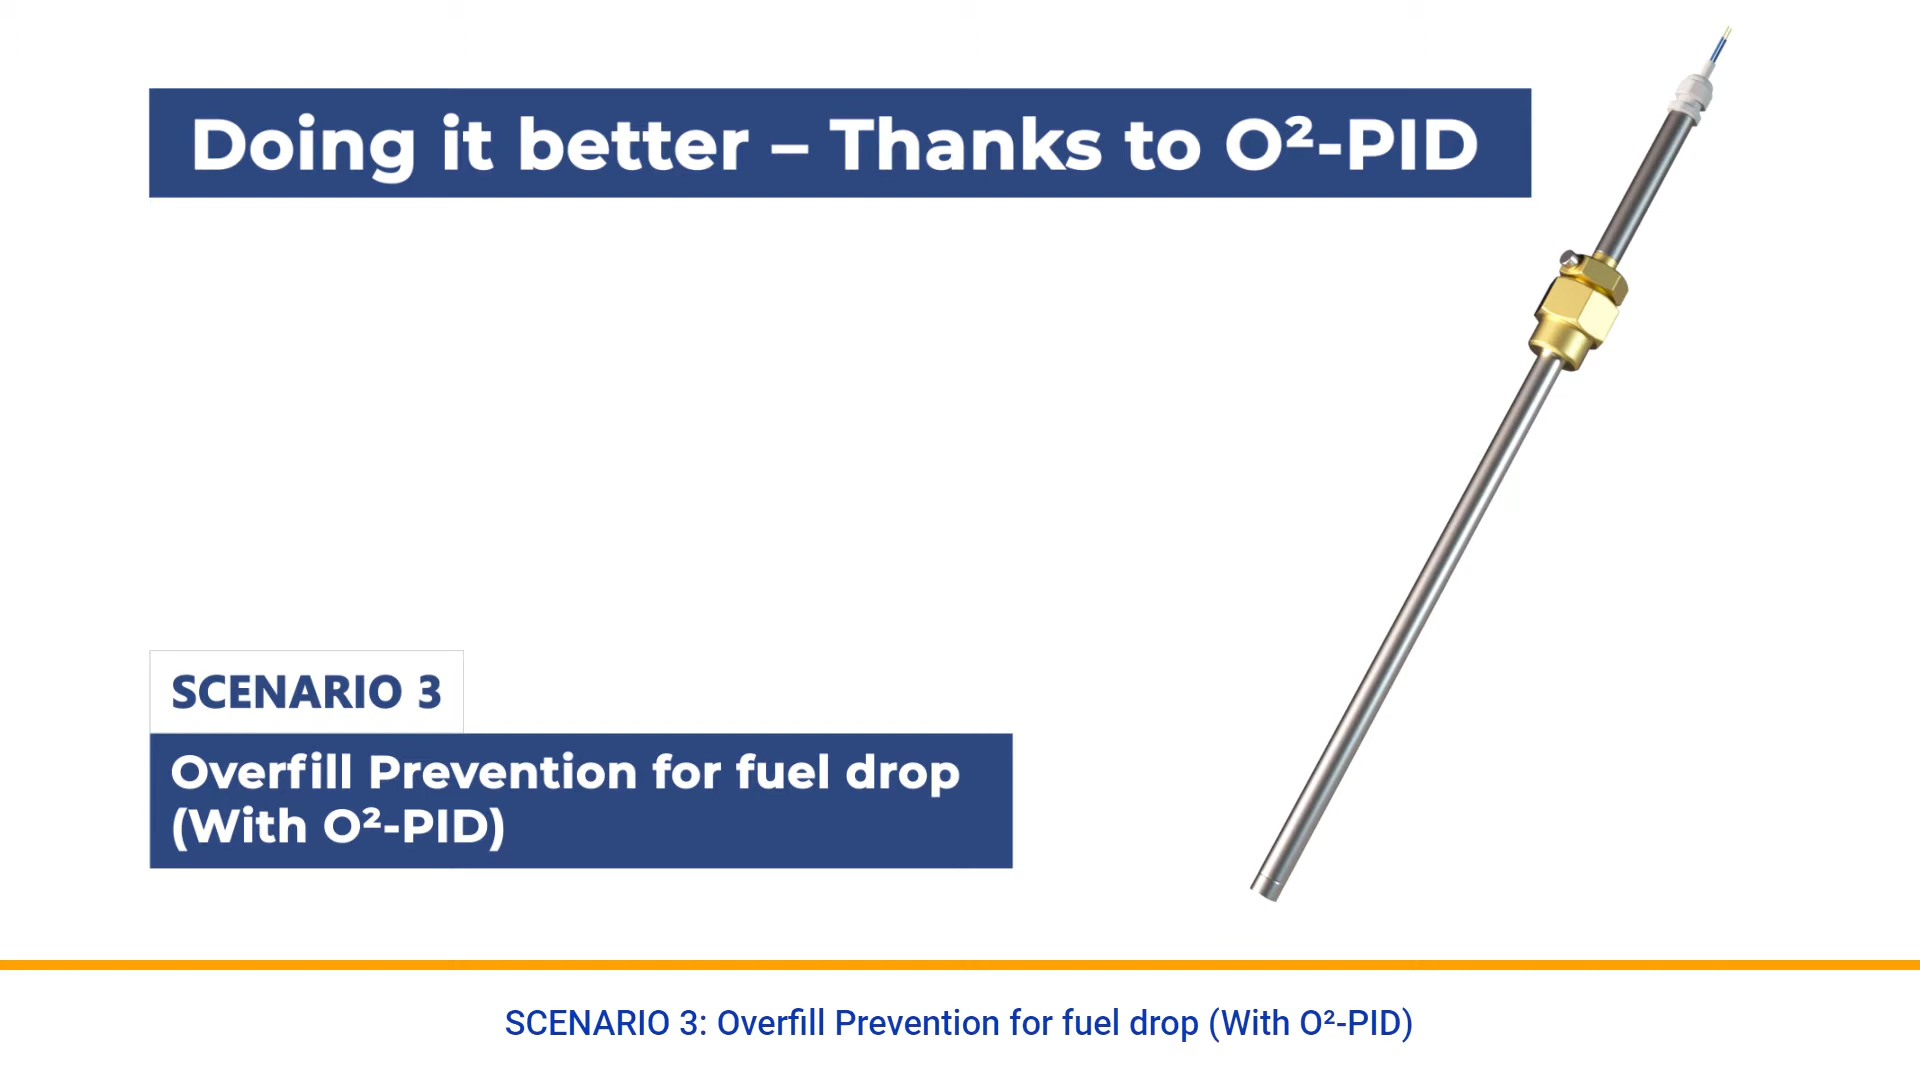 Doing it better – Thanks to O²-PID
SCENARIO 3
Overfill Prevention for fuel drop
(With O²-PID)
SCENARIO 3: Overfill Prevention for fuel drop (With O²-PID)